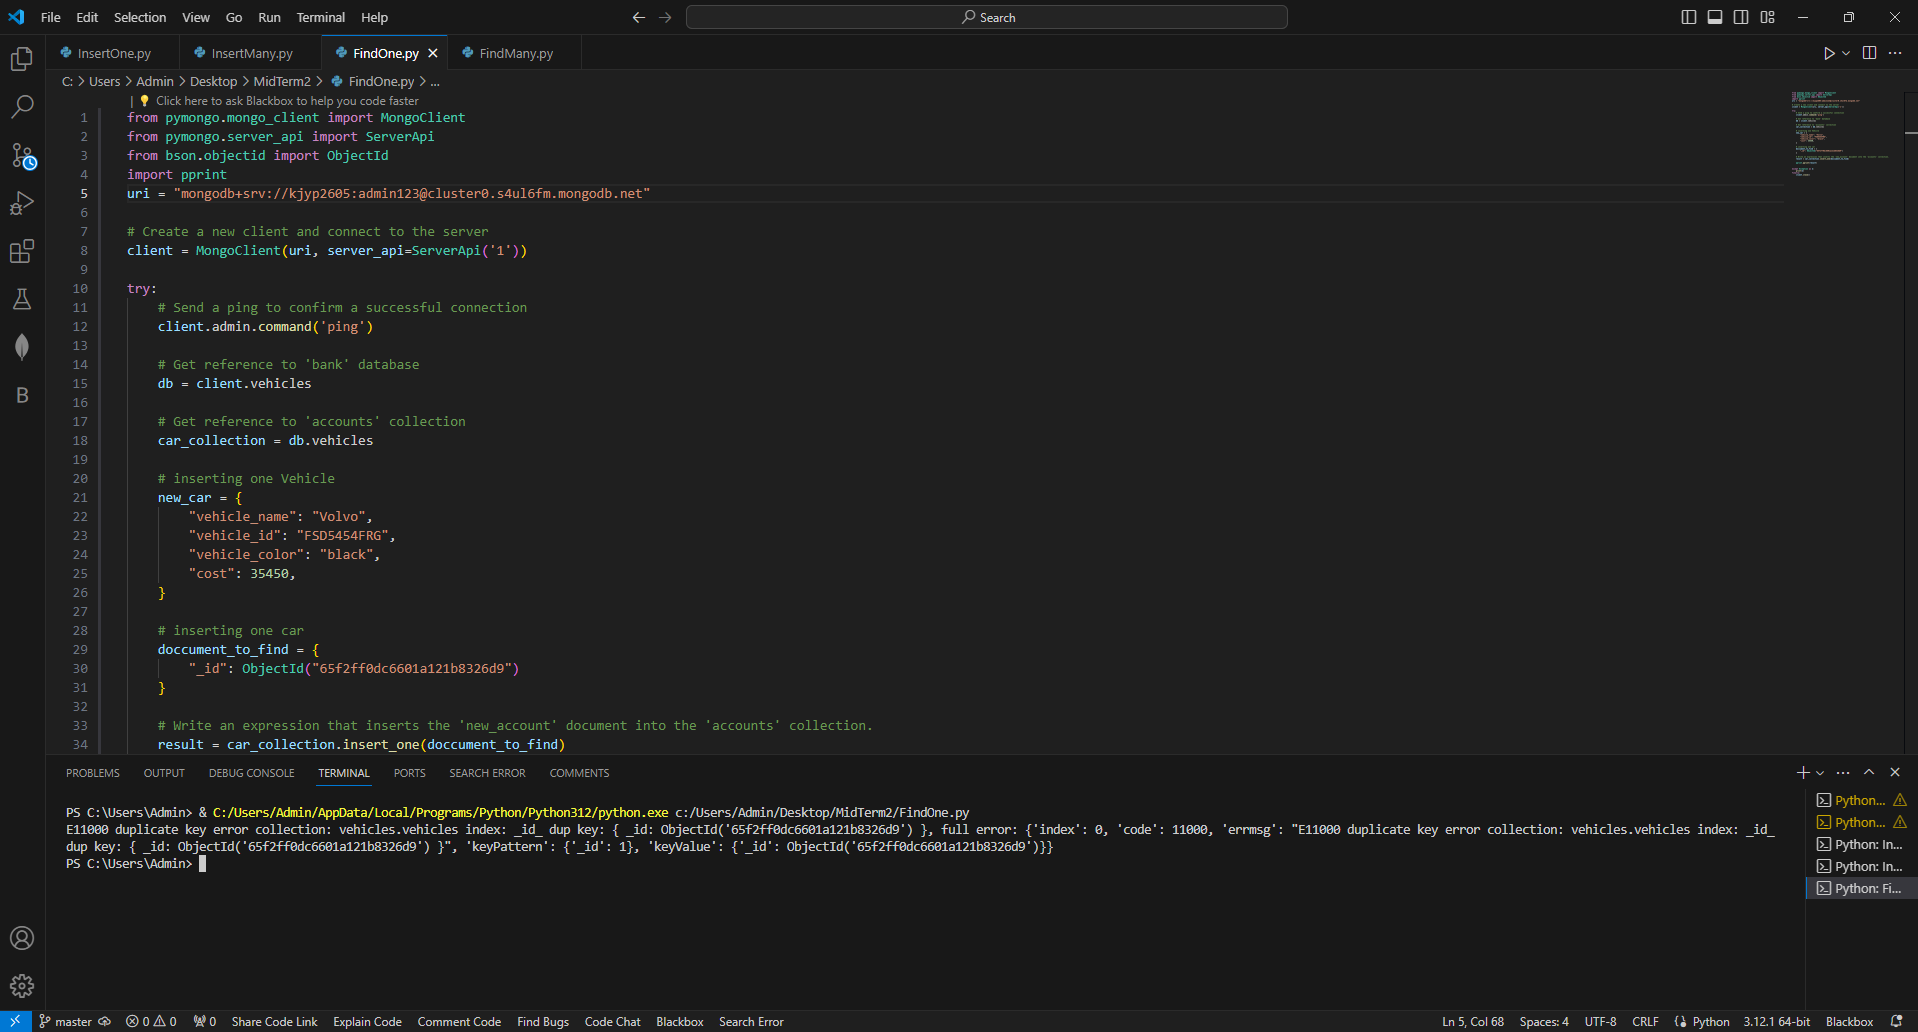 File Edit Selection View Go Run Terminal Help
Search
InsertOne.py InsertMany.py FindOne.py FindMany.py
C: > Users > Admin > Desktop > MidTerm2 > FindOne.py > ...
| Click here to ask Blackbox to help you code faster
1 from pymongo.mongo_client import MongoClient
2 from pymongo.server_api import ServerApi
3 from bson.objectid import ObjectId
4 import pprint
5 uri = "mongodb+srv://kjyp2605:admin123@cluster0.s4ul6fm.mongodb.net"
6
7 # Create a new client and connect to the server
8 client = MongoClient(uri, server_api=ServerApi('1'))
9
10 try:
11 # Send a ping to confirm a successful connection
12 client.admin.command('ping')
13
14 # Get reference to 'bank' database
15 db = client.vehicles
16
17 # Get reference to 'accounts' collection
18 car_collection = db.vehicles
19
20 # inserting one Vehicle
21 new_car = {
22 "vehicle_name": "Volvo",
23 "vehicle_id": "FSD5454FRG",
24 "vehicle_color": "black",
25 "cost": 35450,
26 }
27
28 # inserting one car
29 doccument_to_find = {
30 "_id": ObjectId("65f2ff0dc6601a121b8326d9")
31 }
32
33 # Write an expression that inserts the 'new_account' document into the 'accounts' collection.
34 result = car_collection.insert_one(doccument_to_find)
PROBLEMS OUTPUT DEBUG CONSOLE TERMINAL PORTS SEARCH ERROR COMMENTS
PS C:\Users\Admin> & C:/Users/Admin/AppData/Local/Programs/Python/Python312/python.exe c:/Users/Admin/Desktop/MidTerm2/FindOne.py
E11000 duplicate key error collection: vehicles.vehicles index: _id_ dup key: { _id: ObjectId('65f2ff0dc6601a121b8326d9') }, full error: {'index': 0, 'code': 11000, 'errmsg': "E11000 duplicate key error collection: vehicles.vehicles index: _id_
dup key: { _id: ObjectId('65f2ff0dc6601a121b8326d9') }", 'keyPattern': {'_id': 1}, 'keyValue': {'_id': ObjectId('65f2ff0dc6601a121b8326d9')}}
PS C:\Users\Admin>
Python...
Python...
Python: In...
Python: In...
Python: Fi...
B
master 0 0 0 Share Code Link Explain Code Comment Code Find Bugs Code Chat Blackbox Search Error Ln 5, Col 68 Spaces: 4 UTF-8 CRLF Python 3.12.1 64-bit Blackbox